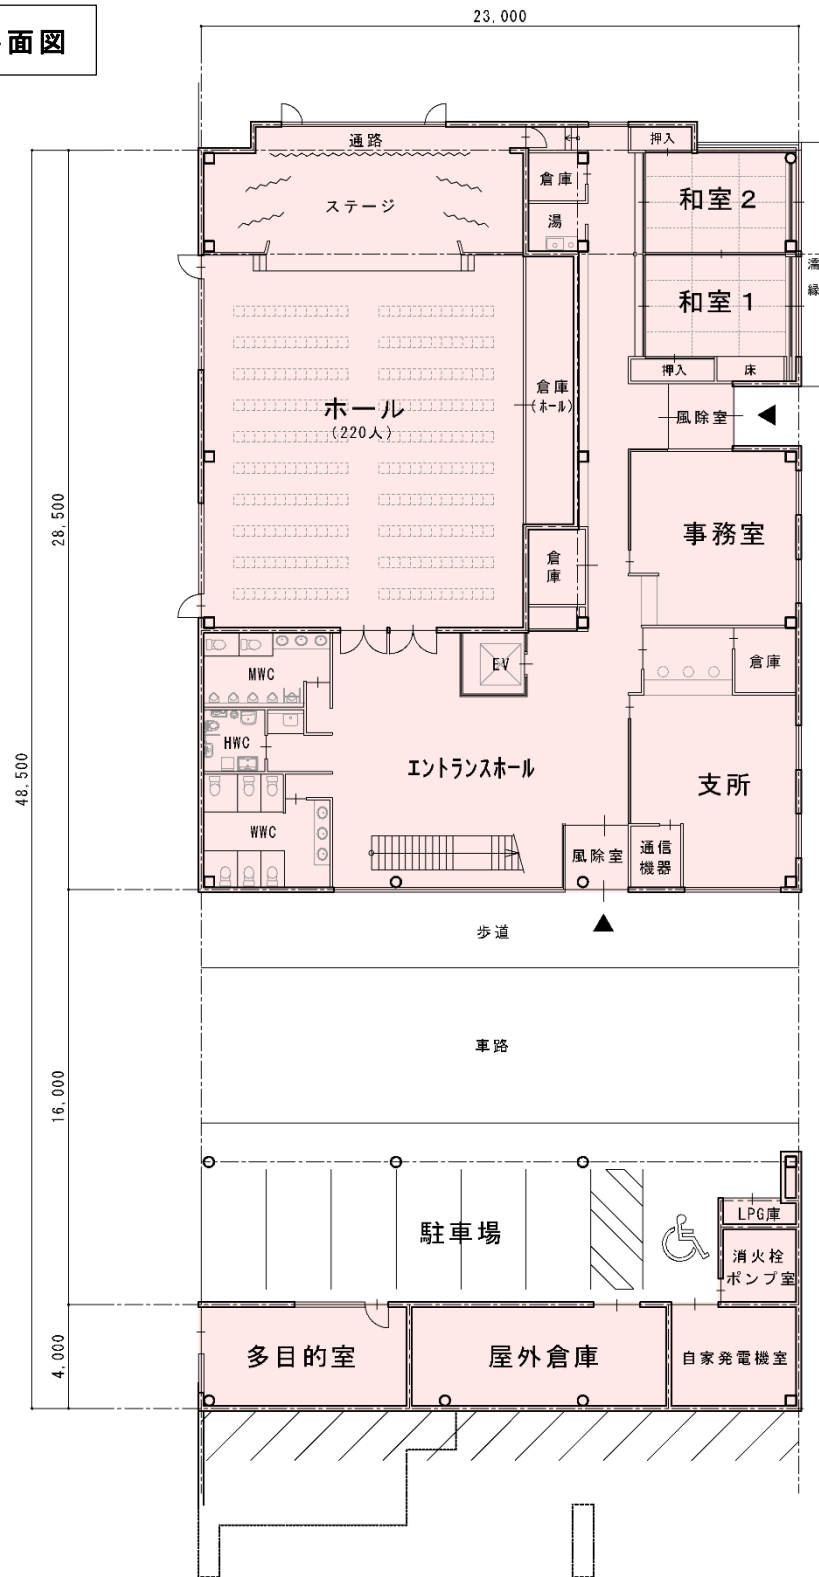 面図
23,000
通路
押入
倉庫
和室２
ステージ
湯
濡縁
和室１
押入
床
倉庫
(ホール)
ホール
(220人)
風除室
28,500
事務室
倉庫
EV
倉庫
MWC
HWC
エントランスホール
48,500
支所
WWC
風除室
通信
機器
歩道
車路
16,000
LPG庫
駐車場
消火栓
ポンプ室
4,000
多目的室
屋外倉庫
自家発電機室